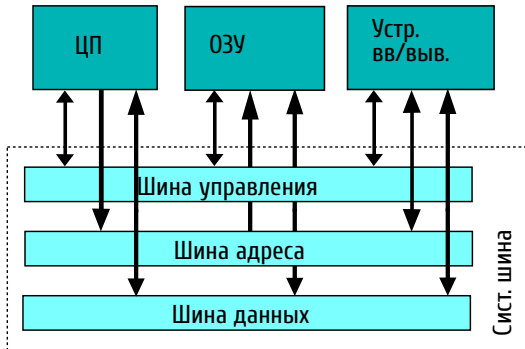 ЦП
ОЗУ
Устр.
вв/выв.
Шина управления
Шина адреса
Шина данных
Сист. шина